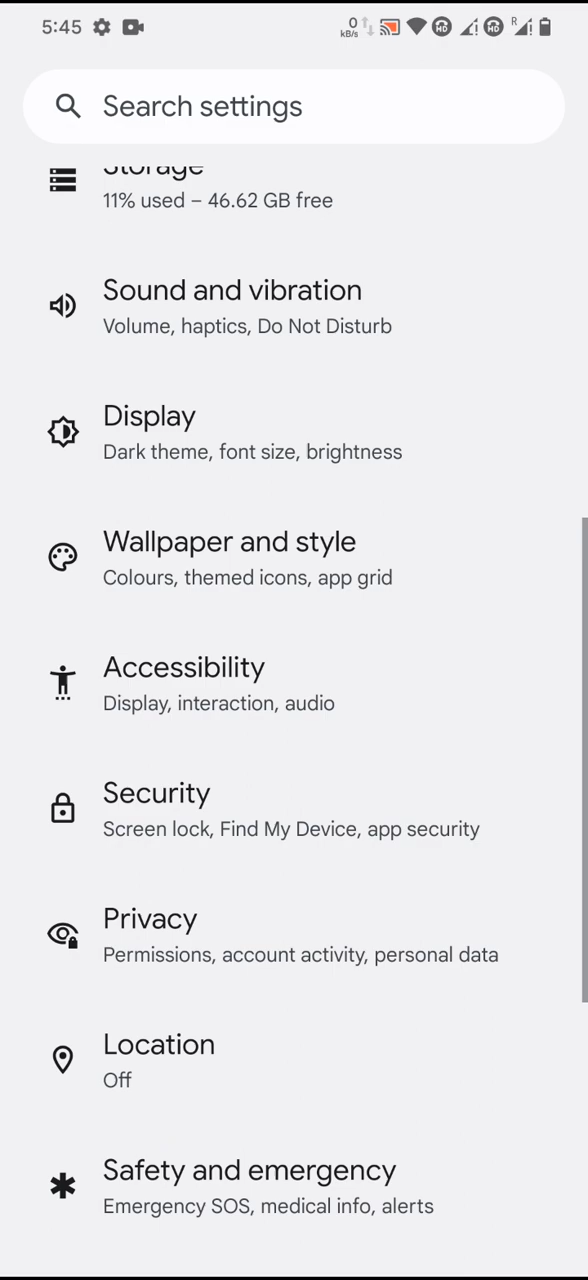 5:45
0
kB/s
HD
HD
R
Search settings
Storage
11% used – 46.62 GB free
Sound and vibration
Volume, haptics, Do Not Disturb
Display
Dark theme, font size, brightness
Wallpaper and style
Colours, themed icons, app grid
Accessibility
Display, interaction, audio
Security
Screen lock, Find My Device, app security
Privacy
Permissions, account activity, personal data
Location
Off
Safety and emergency
Emergency SOS, medical info, alerts